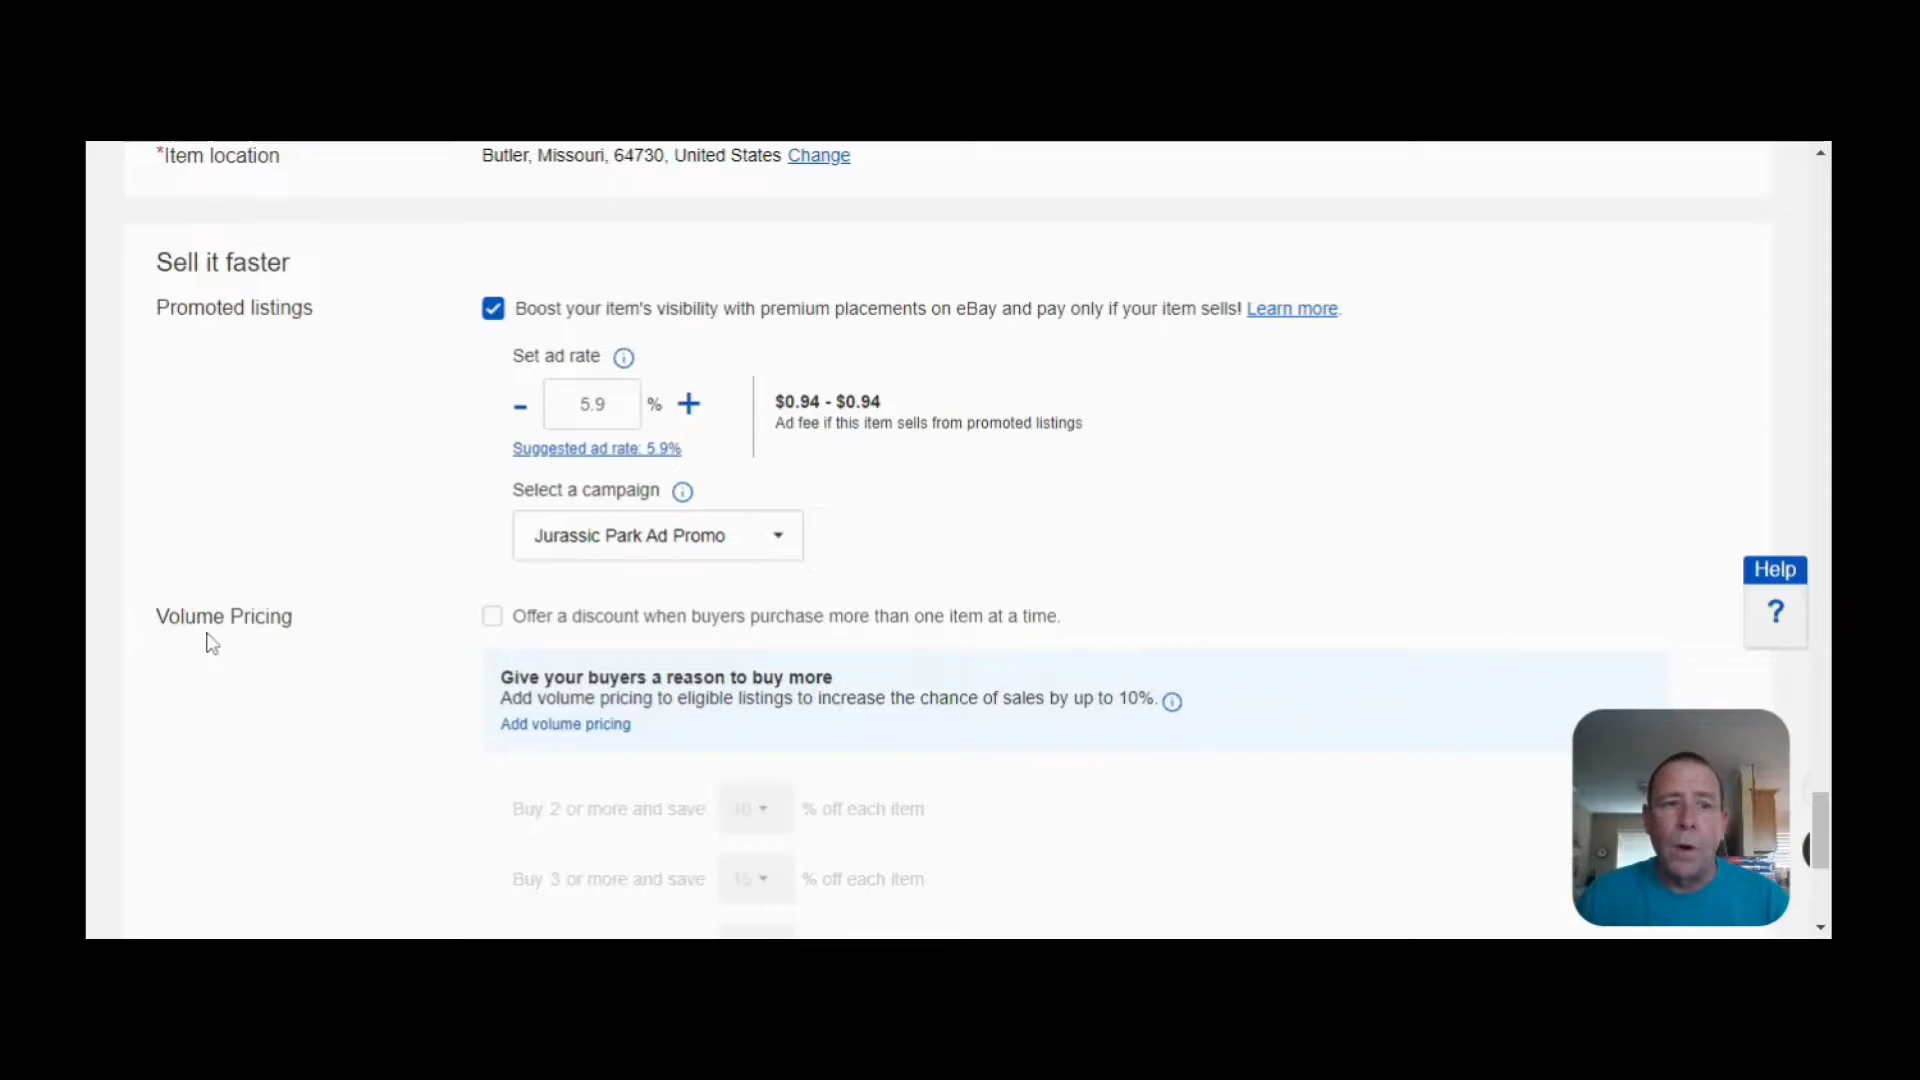 *Item location
Butler, Missouri, 64730, United States Change
Sell it faster
Promoted listings
Boost your item's visibility with premium placements on eBay and pay only if your item sells! Learn more.
Set ad rate
- 5.9 % +
$0.94 - $0.94
Ad fee if this item sells from promoted listings
Suggested ad rate: 5.9%
Select a campaign
Jurassic Park Ad Promo
Help
?
Volume Pricing
Offer a discount when buyers purchase more than one item at a time.
Give your buyers a reason to buy more
Add volume pricing to eligible listings to increase the chance of sales by up to 10%.
Add volume pricing
Buy 2 or more and save 10 % off each item
Buy 3 or more and save 15 % off each item